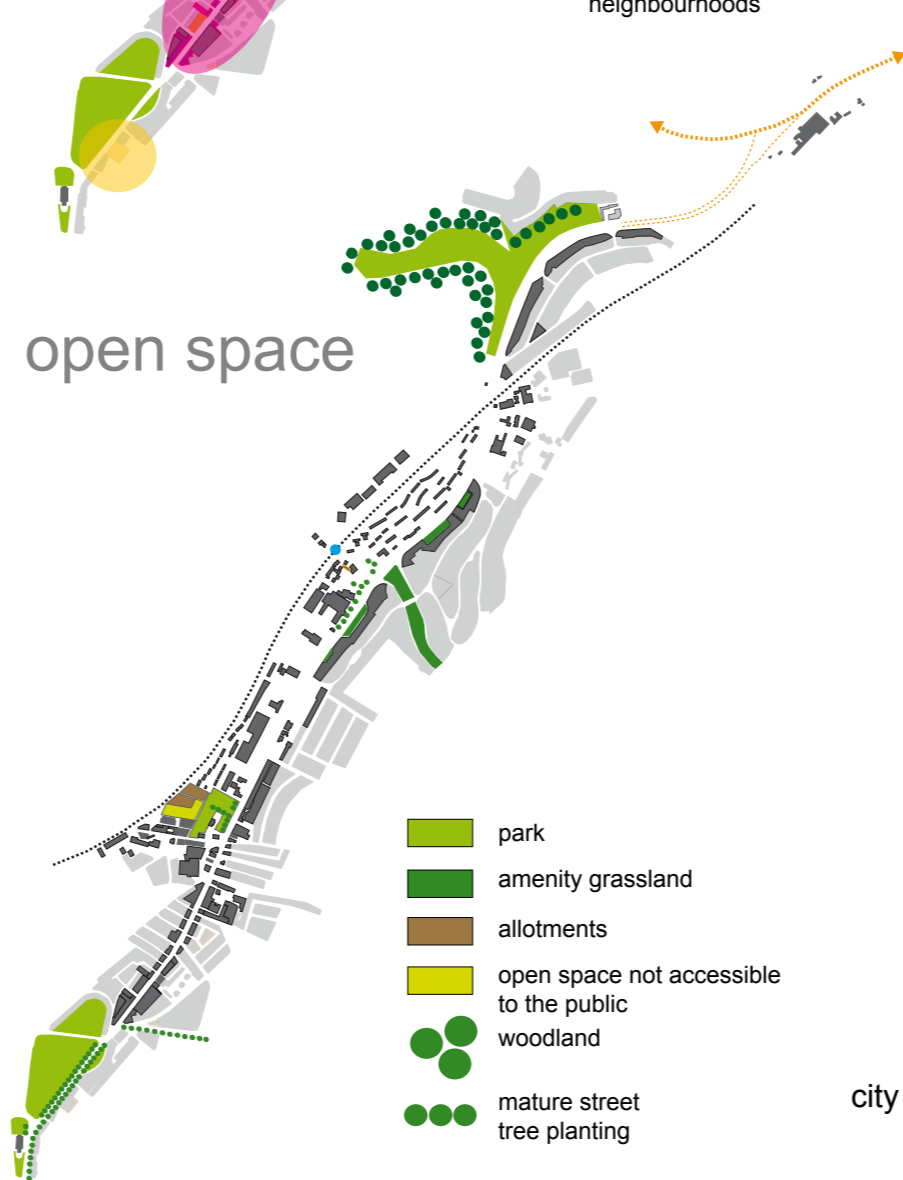 neighbourhoods
open space
park
amenity grassland
allotments
open space not accessible
to the public
woodland
mature street
tree planting
city